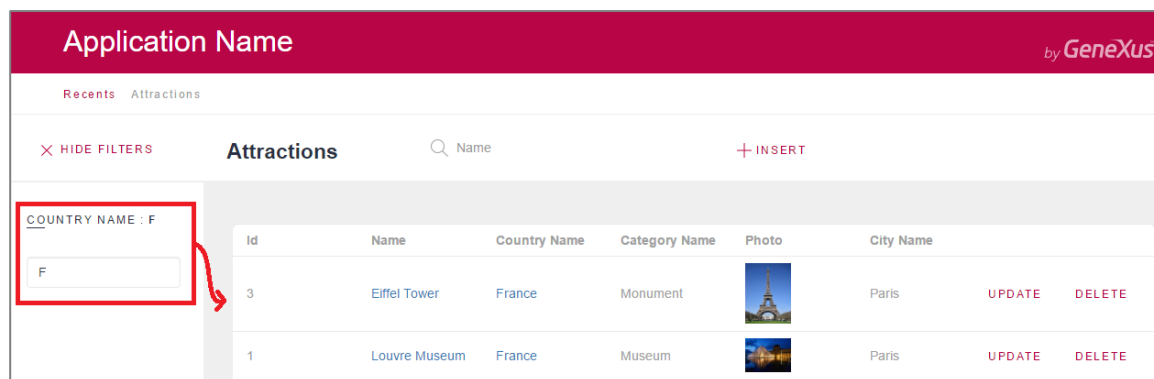 Application Name
by GeneXus
Recents Attractions
HIDE FILTERS
Attractions
Name
INSERT
COUNTRY NAME : F
F
Id Name Country Name Category Name Photo City Name
3 Eiffel Tower France Monument Paris UPDATE DELETE
1 Louvre Museum France Museum Paris UPDATE DELETE